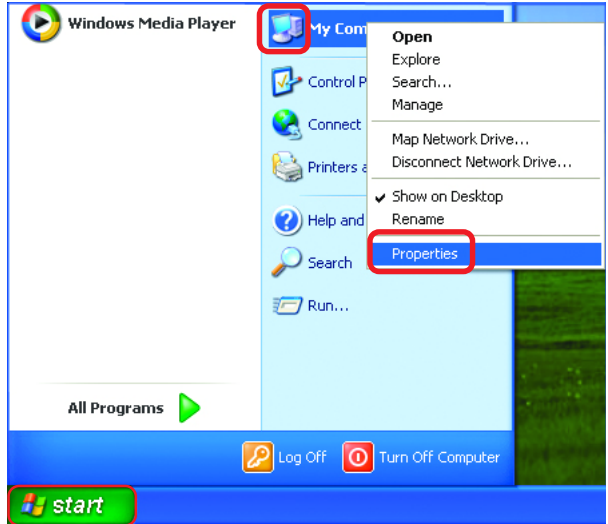 Windows Media Player
My Com
Control P
Connect
Printers a
Help and
Search
Run...
Open
Explore
Search...
Manage
Map Network Drive...
Disconnect Network Drive...
Show on Desktop
Rename
Properties
All Programs
Log Off
Turn Off Computer
start